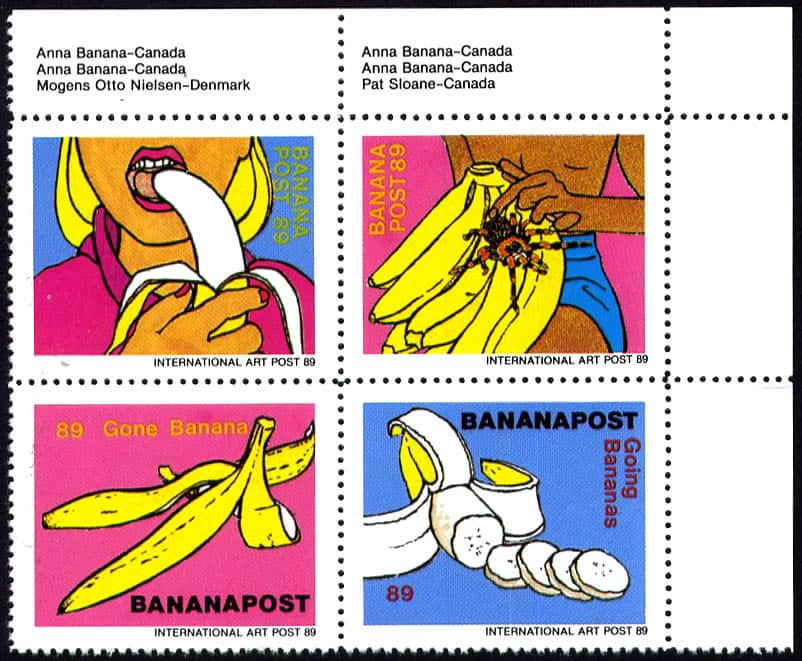 Anna Banana-Canada
Anna Banana-Canada
Mogens Otto Nielsen-Denmark
Anna Banana-Canada
Anna Banana-Canada
Pat Sloane-Canada
BANANA
POST 89
INTERNATIONAL ART POST 89
BANANA
POST 89
INTERNATIONAL ART POST 89
89 Gone Banana
BANANAPOST
INTERNATIONAL ART POST 89
BANANAPOST
Going
Bananas
89
INTERNATIONAL ART POST 89